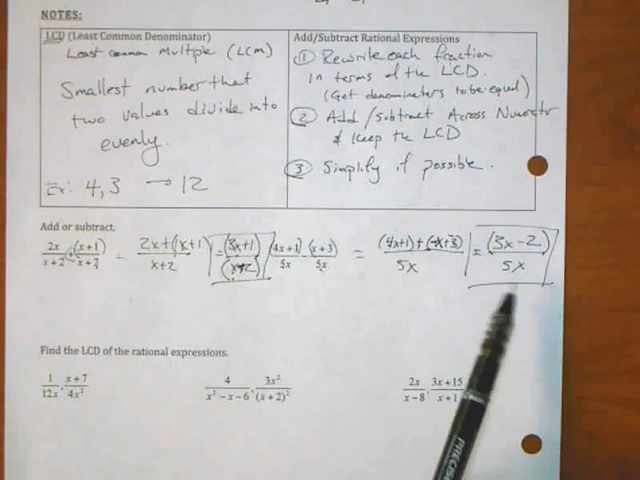 NOTES:
LCD (Least Common Denominator)
Least common Multiple (LCM)
Smallest number that
two values divide into
evenly.
Ex: 4, 3 → 12
Add/Subtract Rational Expressions
① Rewrite each fraction
in terms of the LCD.
(Get denominators to be equal)
② Add/Subtract Across Numerator
& Keep the LCD
③ Simplify if possible.
Add or subtract.
2x/(x+2) + (x+1)/(x+2) = (2x+(x+1))/(x+2) = (3x+1)/(x+2)
(4x+1)/5x - (x+3)/5x = ((4x+1)+(-x+3))/5x = (3x-2)/5x
Find the LCD of the rational expressions.
1/12x, (x+7)/4x² 4/(x²-x-6), 3x²/(x+2)² 2x/(x-8), (3x+15)/(x+1)
PRECISE